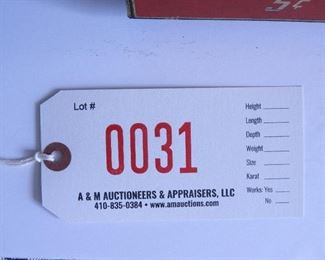 5¢
Lot #
0031
A & M AUCTIONEERS & APPRAISERS, LLC
410-835-0384 • www.amauctions.com
Height
Length
Depth
Weight
Size
Karat
Works: Yes
No